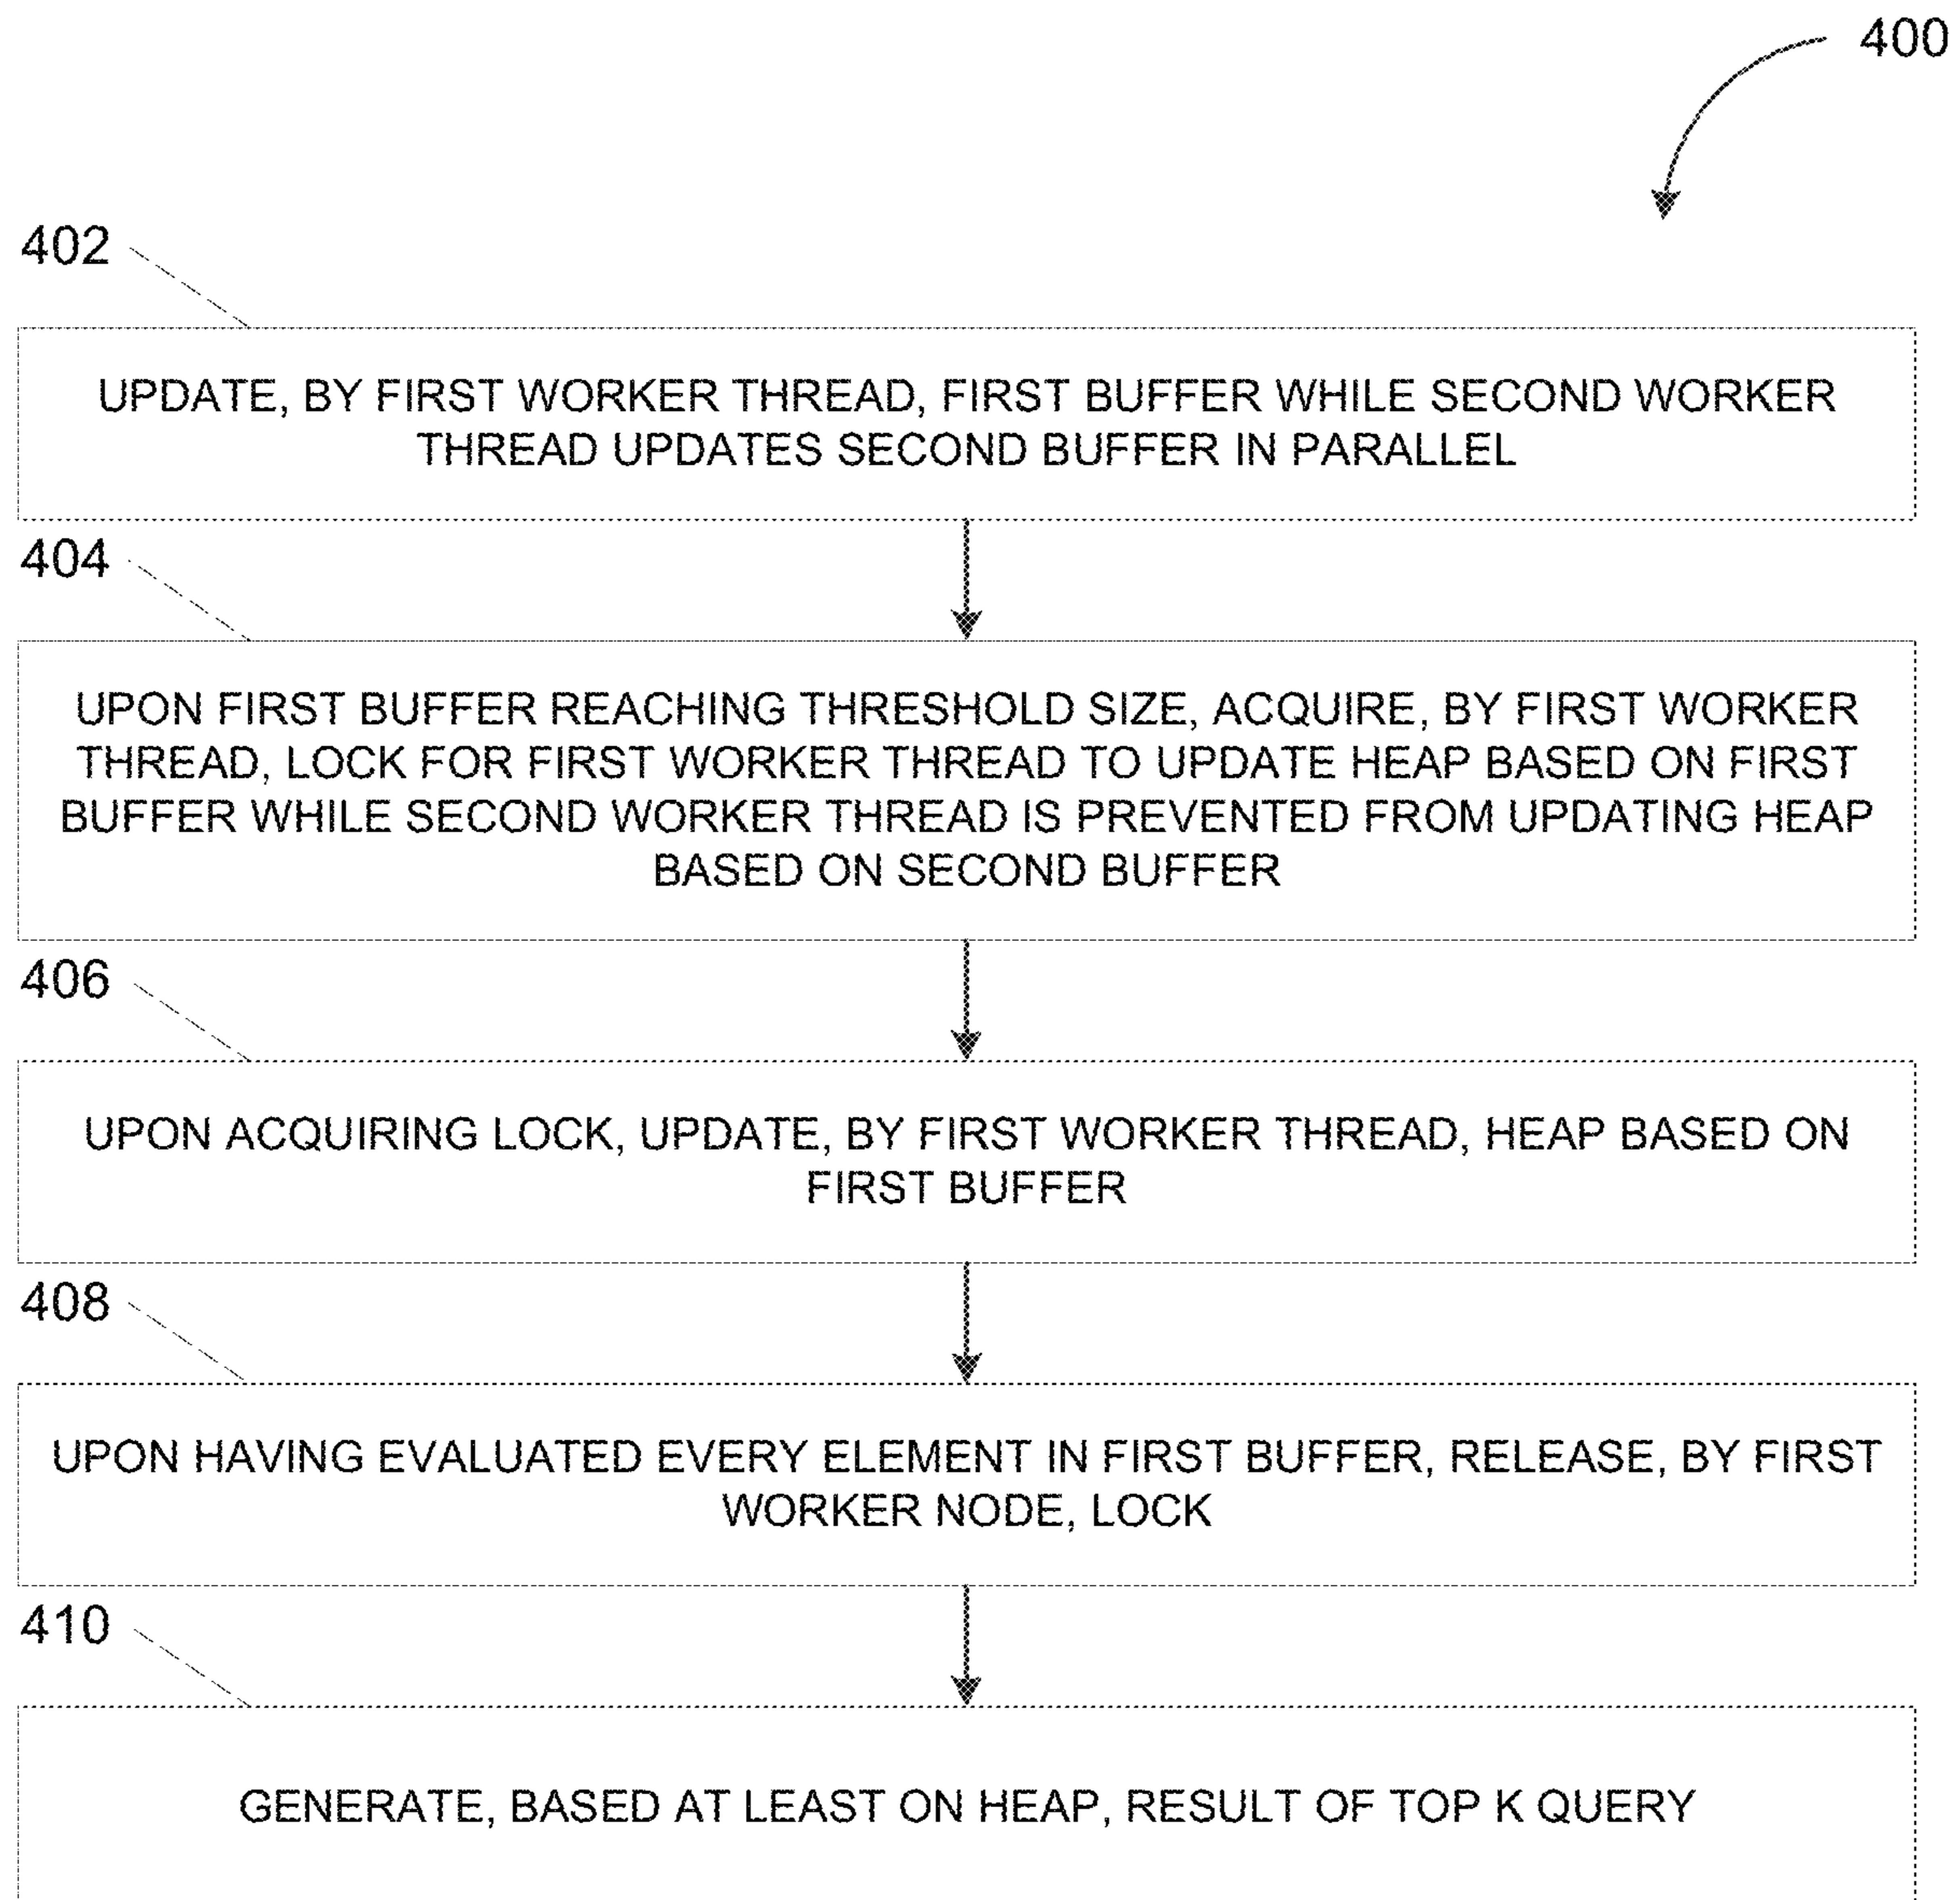 400
402
UPDATE, BY FIRST WORKER THREAD, FIRST BUFFER WHILE SECOND WORKER
THREAD UPDATES SECOND BUFFER IN PARALLEL
404
UPON FIRST BUFFER REACHING THRESHOLD SIZE, ACQUIRE, BY FIRST WORKER
THREAD, LOCK FOR FIRST WORKER THREAD TO UPDATE HEAP BASED ON FIRST
BUFFER WHILE SECOND WORKER THREAD IS PREVENTED FROM UPDATING HEAP
BASED ON SECOND BUFFER
406
UPON ACQUIRING LOCK, UPDATE, BY FIRST WORKER THREAD, HEAP BASED ON
FIRST BUFFER
408
UPON HAVING EVALUATED EVERY ELEMENT IN FIRST BUFFER, RELEASE, BY FIRST
WORKER NODE, LOCK
410
GENERATE, BASED AT LEAST ON HEAP, RESULT OF TOP K QUERY